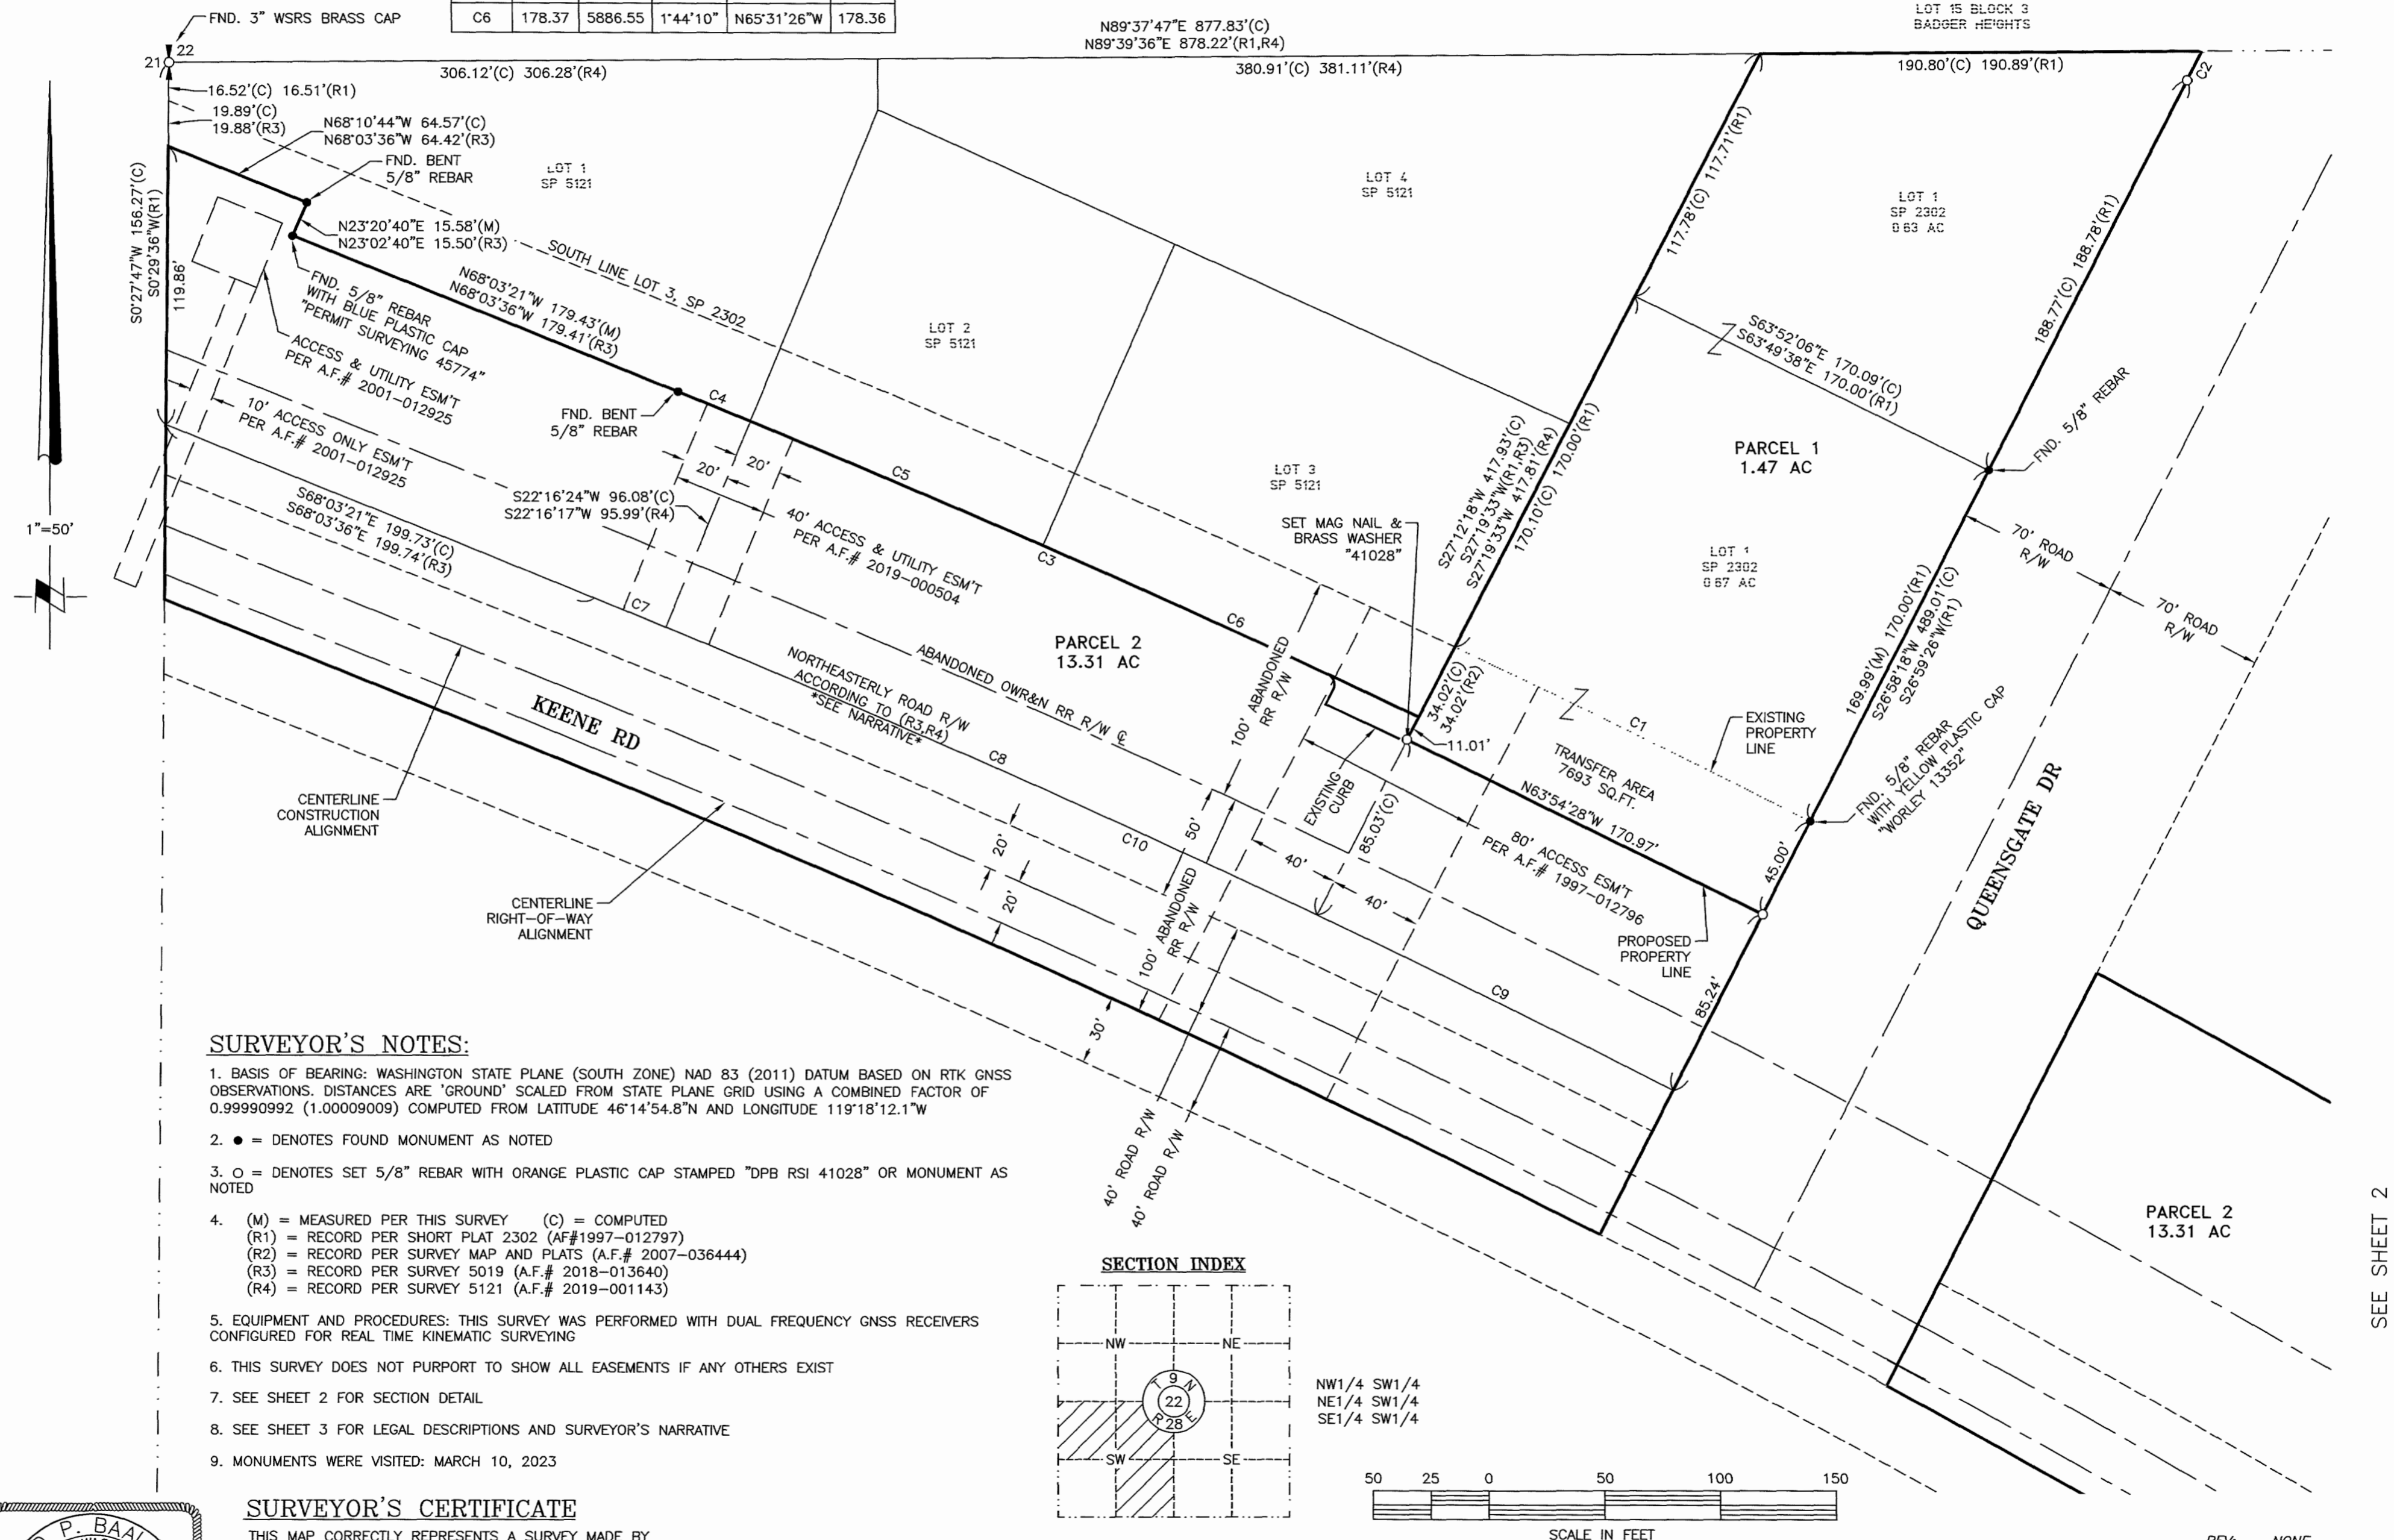 FND. 3" WSRS BRASS CAP
C6 178.37 5886.55 1°44'10" N65°31'26"W 178.36
N89°37'47"E 877.83'(C)
N89°39'36"E 878.22'(R1,R4)
LOT 15 BLOCK 3
BADGER HEIGHTS
22
21
306.12'(C) 306.28'(R4)
380.91'(C) 381.11'(R4)
190.80'(C) 190.89'(R1)
C2
16.52'(C) 16.51'(R1)
19.89'(C)
19.88'(R3)
N68°10'44"W 64.57'(C)
N68°03'36"W 64.42'(R3)
FND. BENT
5/8" REBAR
LOT 1
SP 5121
LOT 4
SP 5121
LOT 1
SP 2302
0.63 AC
117.78'(C) 117.71'(R1)
188.77'(C) 188.78'(R1)
S0°27'47"W 156.27'(C)
S0°29'36"W(R1)
119.86'
N23°20'40"E 15.58'(M)
N23°02'40"E 15.50'(R3)
SOUTH LINE LOT 3, SP 2302
N68°03'21"W 179.43'(M)
N68°03'36"W 179.41'(R3)
FND. 5/8" REBAR
WITH BLUE PLASTIC CAP
"PERMIT SURVEYING 45774"
ACCESS & UTILITY ESM'T
PER A.F.# 2001-012925
10' ACCESS ONLY ESM'T
PER A.F.# 2001-012925
LOT 2
SP 5121
S63°52'06"E 170.09'(C)
S63°49'38"E 170.00'(R1)
FND. 5/8" REBAR
FND. BENT
5/8" REBAR
C4
20'
20'
C5
S22°16'24"W 96.08'(C)
S22°16'17"W 95.99'(R4)
40' ACCESS & UTILITY ESM'T
PER A.F.# 2019-000504
C3
LOT 3
SP 5121
SET MAG NAIL &
BRASS WASHER
"41028"
S27°12'18"W 417.93'(C)
S27°19'33"W(R1,R3)
S27°19'33"W 417.81'(R4)
170.10'(C) 170.00'(R1)
PARCEL 1
1.47 AC
LOT 1
SP 2302
0.67 AC
70' ROAD
R/W
70' ROAD
R/W
1"=50'
S68°03'21"E 199.73'(C)
S68°03'36"E 199.74'(R3)
C7
C6
PARCEL 2
13.31 AC
169.99'(M) 170.00'(R1)
S26°58'18"W 489.01'(C)
S26°59'26"W(R1)
KEENE RD
NORTHEASTERLY ROAD R/W
ACCORDING TO (R3,R4)
*SEE NARRATIVE*
ABANDONED OWR&N RR R/W ℄
C8
100' ABANDONED
RR R/W
34.02'(C)
34.02'(R2)
11.01'
C1
EXISTING
PROPERTY
LINE
TRANSFER AREA
7693 SQ.FT.
FND. 5/8" REBAR
WITH YELLOW PLASTIC CAP
"WORLEY 13352"
QUEENSGATE DR
CENTERLINE
CONSTRUCTION
ALIGNMENT
EXISTING
CURB
85.03'(C)
N63°54'28"W 170.97'
80' ACCESS ESM'T
PER A.F.# 1997-012796
45.00'
C10
50'
20'
20'
40'
40'
CENTERLINE
RIGHT-OF-WAY
ALIGNMENT
100' ABANDONED
RR R/W
PROPOSED
PROPERTY
LINE
C9
85.24'
30'
40' ROAD R/W
40' ROAD R/W
PARCEL 2
13.31 AC
SEE SHEET 2
SURVEYOR'S NOTES:
1. BASIS OF BEARING: WASHINGTON STATE PLANE (SOUTH ZONE) NAD 83 (2011) DATUM BASED ON RTK GNSS
OBSERVATIONS. DISTANCES ARE 'GROUND' SCALED FROM STATE PLANE GRID USING A COMBINED FACTOR OF
0.99990992 (1.00009009) COMPUTED FROM LATITUDE 46°14'54.8"N AND LONGITUDE 119°18'12.1"W
2. ● = DENOTES FOUND MONUMENT AS NOTED
3. O = DENOTES SET 5/8" REBAR WITH ORANGE PLASTIC CAP STAMPED "DPB RSI 41028" OR MONUMENT AS
NOTED
4. (M) = MEASURED PER THIS SURVEY (C) = COMPUTED
(R1) = RECORD PER SHORT PLAT 2302 (AF#1997-012797)
(R2) = RECORD PER SURVEY MAP AND PLATS (A.F.# 2007-036444)
(R3) = RECORD PER SURVEY 5019 (A.F.# 2018-013640)
(R4) = RECORD PER SURVEY 5121 (A.F.# 2019-001143)
5. EQUIPMENT AND PROCEDURES: THIS SURVEY WAS PERFORMED WITH DUAL FREQUENCY GNSS RECEIVERS
CONFIGURED FOR REAL TIME KINEMATIC SURVEYING
6. THIS SURVEY DOES NOT PURPORT TO SHOW ALL EASEMENTS IF ANY OTHERS EXIST
7. SEE SHEET 2 FOR SECTION DETAIL
8. SEE SHEET 3 FOR LEGAL DESCRIPTIONS AND SURVEYOR'S NARRATIVE
9. MONUMENTS WERE VISITED: MARCH 10, 2023
SECTION INDEX
NW NE
T 9 N
22
R 28 E
SW SE
NW1/4 SW1/4
NE1/4 SW1/4
SE1/4 SW1/4
50 25 0 50 100 150
SCALE IN FEET
SURVEYOR'S CERTIFICATE
THIS MAP CORRECTLY REPRESENTS A SURVEY MADE BY
P. BAAL
REV: NONE